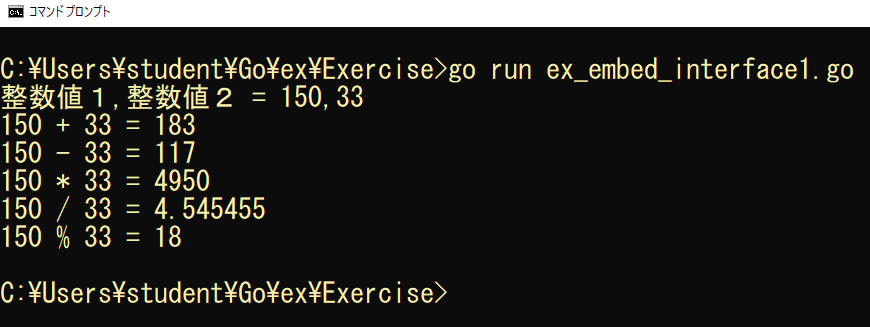 コマンド プロンプト
C:¥Users¥student¥Go¥ex¥Exercise>go run ex_embed_interface1.go
整数値１,整数値２ = 150,33
150 + 33 = 183
150 - 33 = 117
150 * 33 = 4950
150 / 33 = 4.545455
150 % 33 = 18
C:¥Users¥student¥Go¥ex¥Exercise>